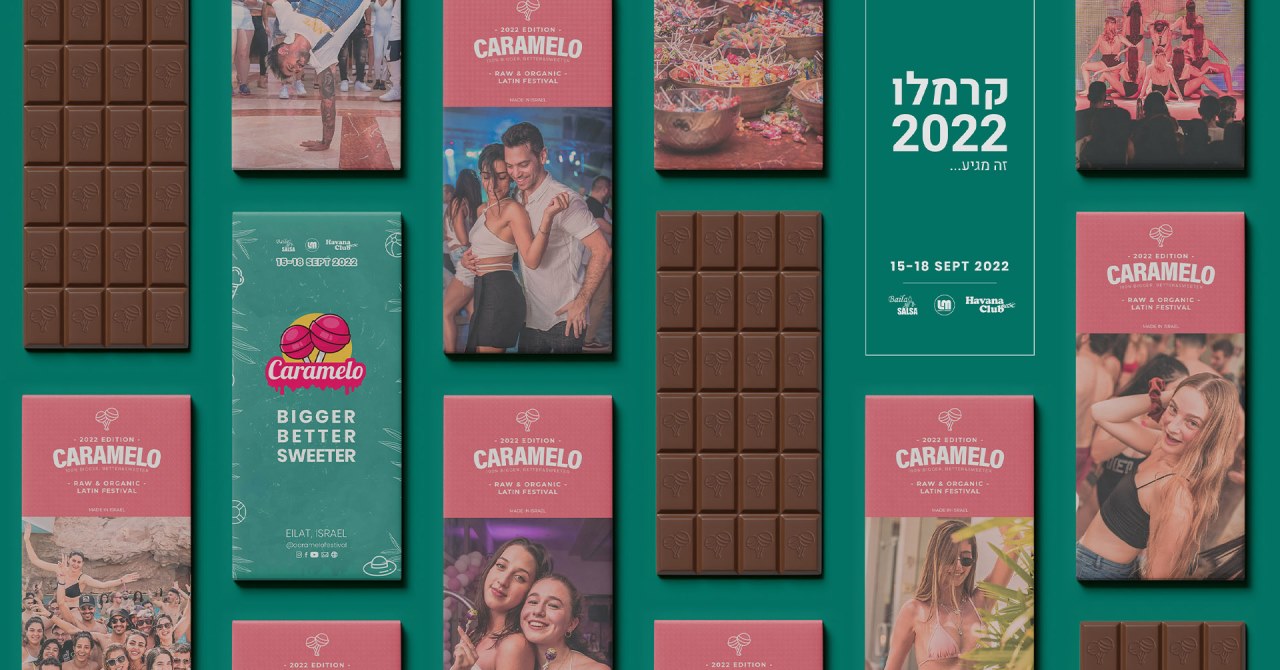 - 2022 EDITION -
CARAMELO
100% BIGGER, BETTER&SWEETER
- RAW & ORGANIC -
LATIN FESTIVAL
MADE IN ISRAEL
קרמלו
2022
זה מגיע...
15-18 SEPT 2022
Baila SALSA
LM
Havana Club
MUSIC
Baila SALSA
LM
Havana Club
15-18 SEPT 2022
Caramelo
BIGGER
BETTER
SWEETER
EILAT, ISRAEL
@caramelofestival
- 2022 EDITION -
CARAMELO
100% BIGGER, BETTER&SWEETER
- RAW & ORGANIC -
LATIN FESTIVAL
MADE IN ISRAEL
- 2022 EDITION -
CARAMELO
100% BIGGER, BETTER&SWEETER
- RAW & ORGANIC -
LATIN FESTIVAL
MADE IN ISRAEL
- 2022 EDITION -
CARAMELO
100% BIGGER, BETTER&SWEETER
- RAW & ORGANIC -
LATIN FESTIVAL
MADE IN ISRAEL
- 2022 EDITION -
CARAMELO
100% BIGGER, BETTER&SWEETER
- RAW & ORGANIC -
LATIN FESTIVAL
MADE IN ISRAEL
- 2022 EDITION -
- 2022 EDITION -